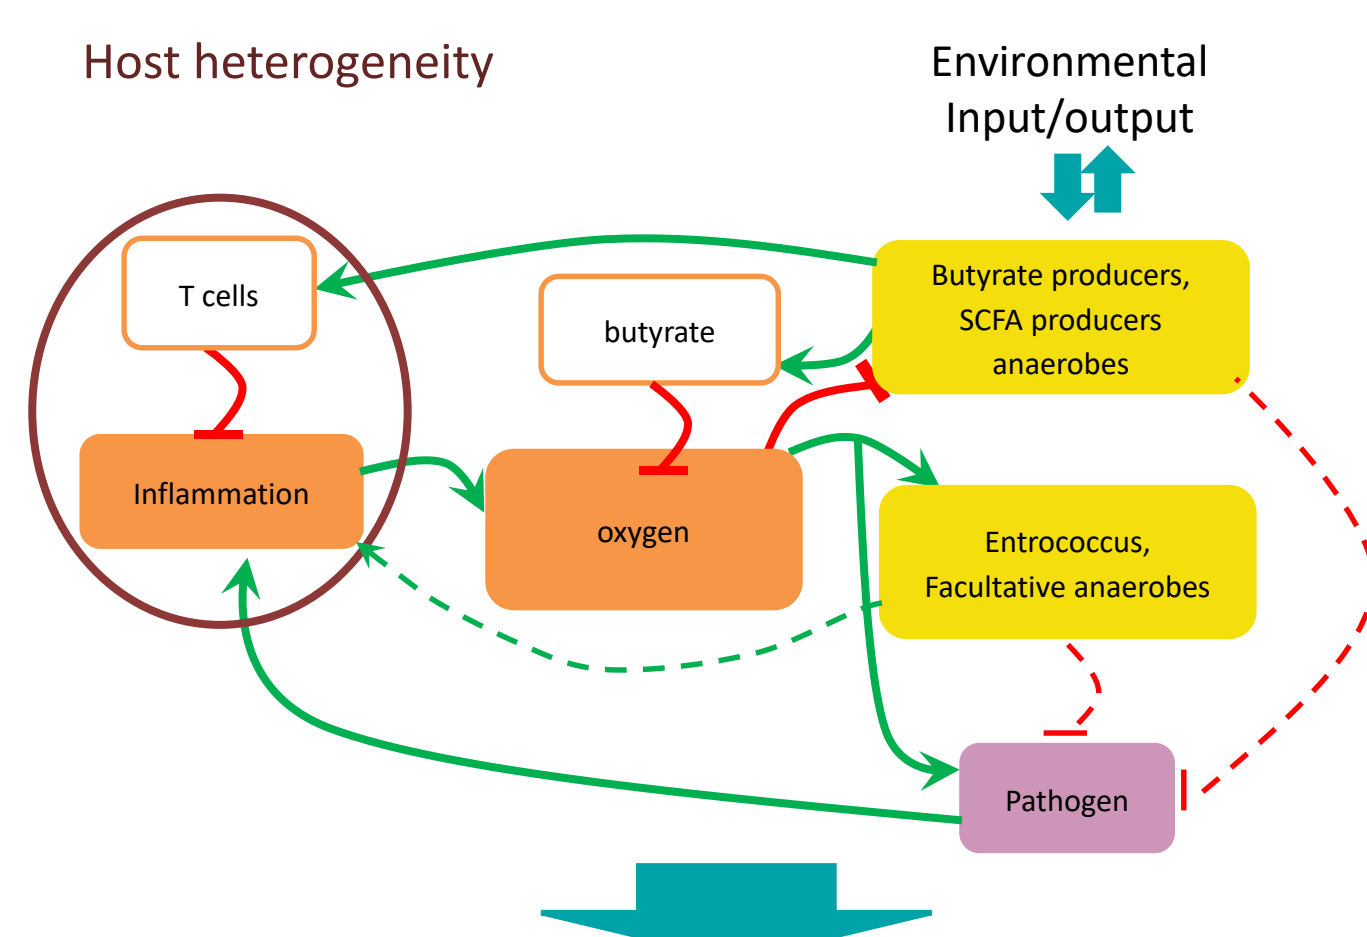 Host heterogeneity
Environmental
Input/output
T cells
butyrate
Butyrate producers,
SCFA producers
anaerobes
Inflammation
oxygen
Entrococcus,
Facultative anaerobes
Pathogen